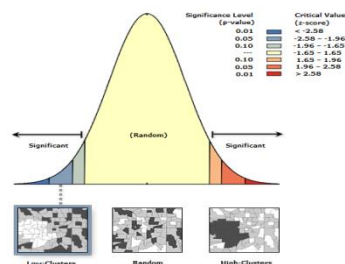 Significance Level
(p-value)
Critical Value
(z-score)
0.01 < -2.58
0.05 -2.58 - -1.96
0.10 -1.96 - -1.65
--- -1.65 - 1.65
0.10 1.65 - 1.96
0.05 1.96 - 2.58
0.01 > 2.58
(Random)
Significant Significant
Low-Clusters Random High-Clusters